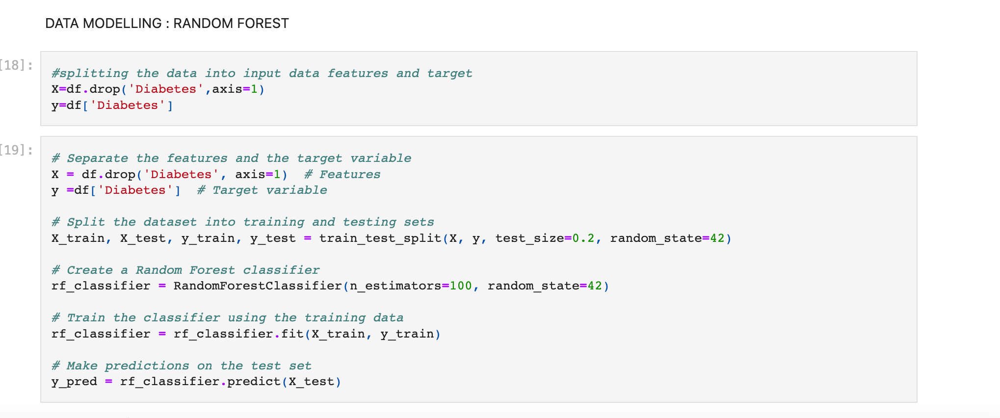 DATA MODELLING : RANDOM FOREST
[18]:
#splitting the data into input data features and target
X=df.drop('Diabetes',axis=1)
y=df['Diabetes']
[19]:
# Separate the features and the target variable
X = df.drop('Diabetes', axis=1)  # Features
y =df['Diabetes']  # Target variable
# Split the dataset into training and testing sets
X_train, X_test, y_train, y_test = train_test_split(X, y, test_size=0.2, random_state=42)
# Create a Random Forest classifier
rf_classifier = RandomForestClassifier(n_estimators=100, random_state=42)
# Train the classifier using the training data
rf_classifier = rf_classifier.fit(X_train, y_train)
# Make predictions on the test set
y_pred = rf_classifier.predict(X_test)